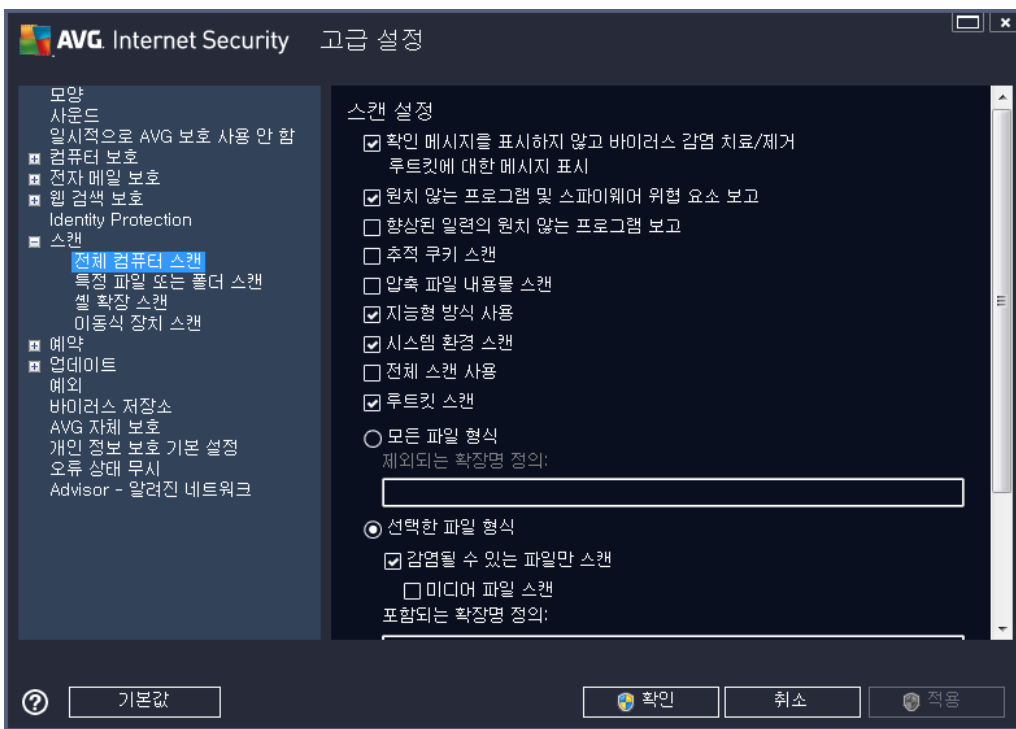 AVG. Internet Security 고급 설정
모양
사운드
일시적으로 AVG 보호 사용 안 함
컴퓨터 보호
전자 메일 보호
웹 검색 보호
Identity Protection
스캔
전체 컴퓨터 스캔
특정 파일 또는 폴더 스캔
셸 확장 스캔
이동식 장치 스캔
예약
업데이트
예외
바이러스 저장소
AVG 자체 보호
개인 정보 보호 기본 설정
오류 상태 무시
Advisor - 알려진 네트워크
스캔 설정
확인 메시지를 표시하지 않고 바이러스 감염 치료/제거
루트킷에 대한 메시지 표시
원치 않는 프로그램 및 스파이웨어 위협 요소 보고
향상된 일련의 원치 않는 프로그램 보고
추적 쿠키 스캔
압축 파일 내용물 스캔
지능형 방식 사용
시스템 환경 스캔
전체 스캔 사용
루트킷 스캔
모든 파일 형식
제외되는 확장명 정의:
선택한 파일 형식
감염될 수 있는 파일만 스캔
미디어 파일 스캔
포함되는 확장명 정의:
기본값
확인
취소
적용